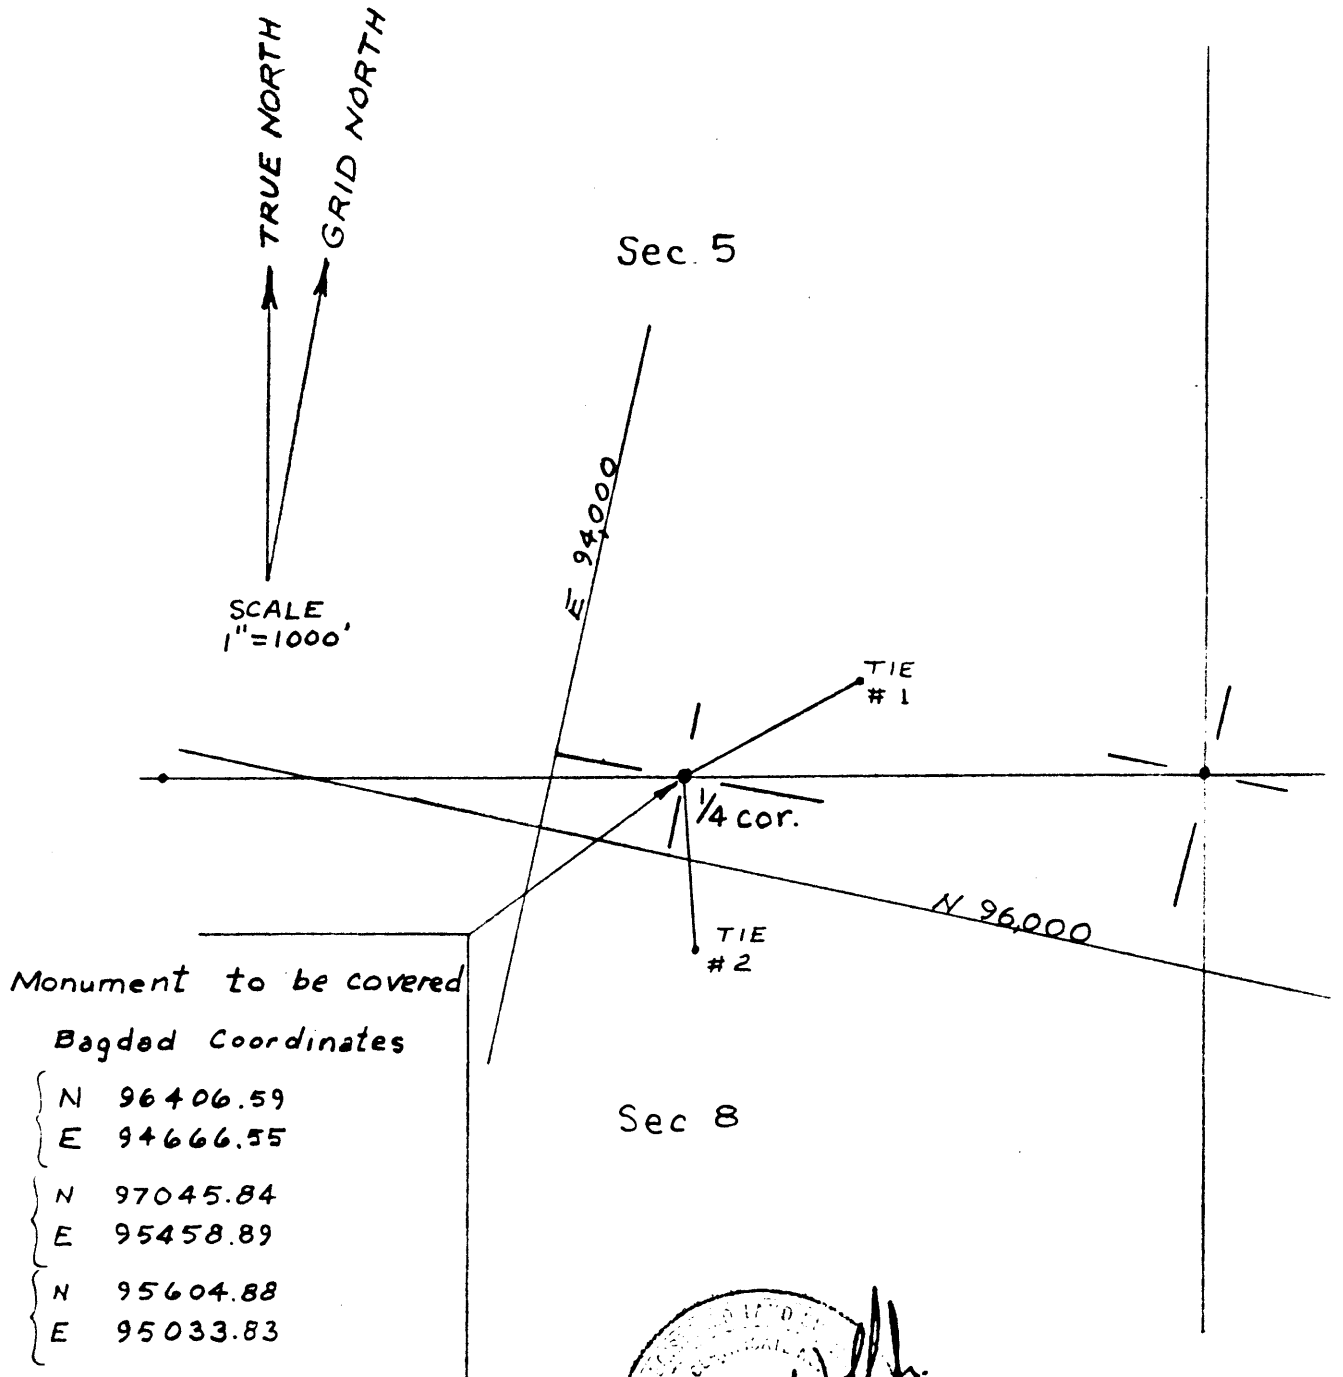 TRUE NORTH
GRID NORTH
Sec. 5
E 94,000
SCALE
1"=1000'
TIE
# 1
1/4 cor.
N 96,000
TIE
# 2
Monument to be covered
Bagdad Coordinates
N 96406.59
E 94666.55
N 97045.84
E 95458.89
N 95604.88
E 95033.83
Sec 8